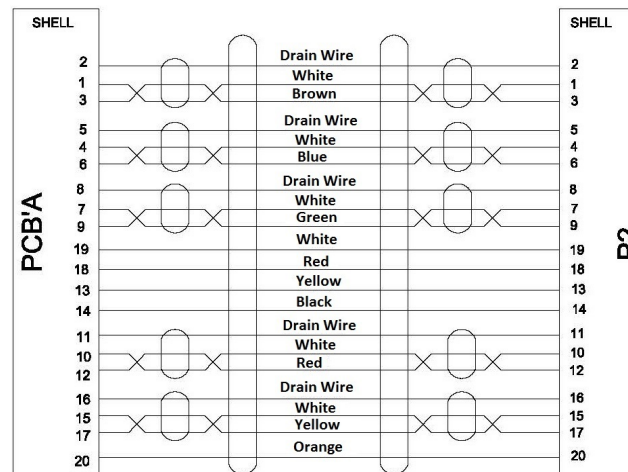 SHELL SHELL
2 Drain Wire 2
1 White 1
3 Brown 3
5 Drain Wire 5
4 White 4
6 Blue 6
8 Drain Wire 8
7 White 7
9 Green 9
19 White 19
18 Red 18
13 Yellow 13
14 Black 14
11 Drain Wire 11
10 White 10
12 Red 12
16 Drain Wire 16
15 White 15
17 Yellow 17
20 Orange 20
PCB'A